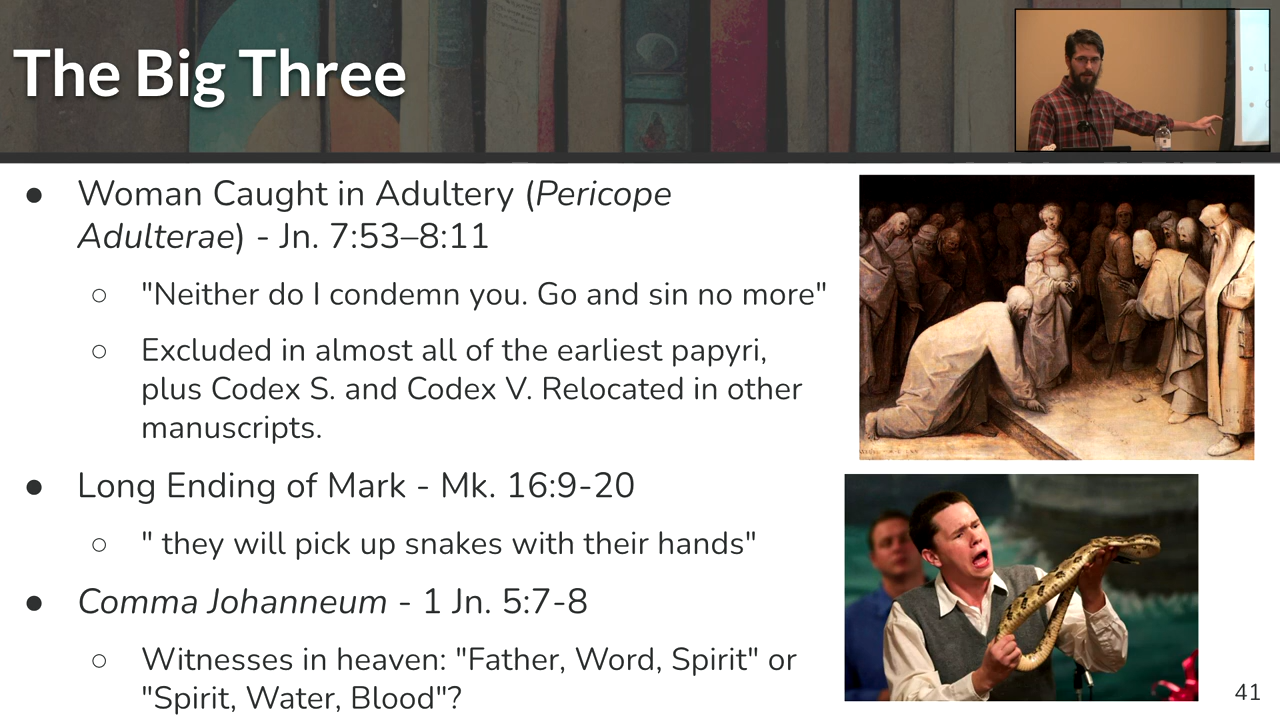 The Big Three
● Woman Caught in Adultery (Pericope
Adulterae) - Jn. 7:53–8:11
○ "Neither do I condemn you. Go and sin no more"
○ Excluded in almost all of the earliest papyri,
plus Codex S. and Codex V. Relocated in other
manuscripts.
● Long Ending of Mark - Mk. 16:9-20
○ " they will pick up snakes with their hands"
● Comma Johanneum - 1 Jn. 5:7-8
○ Witnesses in heaven: "Father, Word, Spirit" or
"Spirit, Water, Blood"?
41